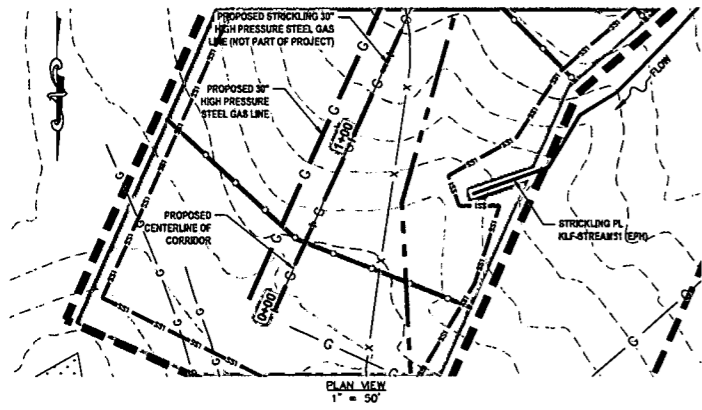 PROPOSED STRICKLING 30"
HIGH PRESSURE STEEL GAS
LINE (NOT PART OF PROJECT)
PROPOSED 30"
HIGH PRESSURE
STEEL GAS LINE
1+00
PROPOSED
CENTERLINE OF
CORRIDOR
0+00
FLOW
STRICKLING PL
KLF-STREAM31 (EPH)
PLAN VIEW
1" = 50'